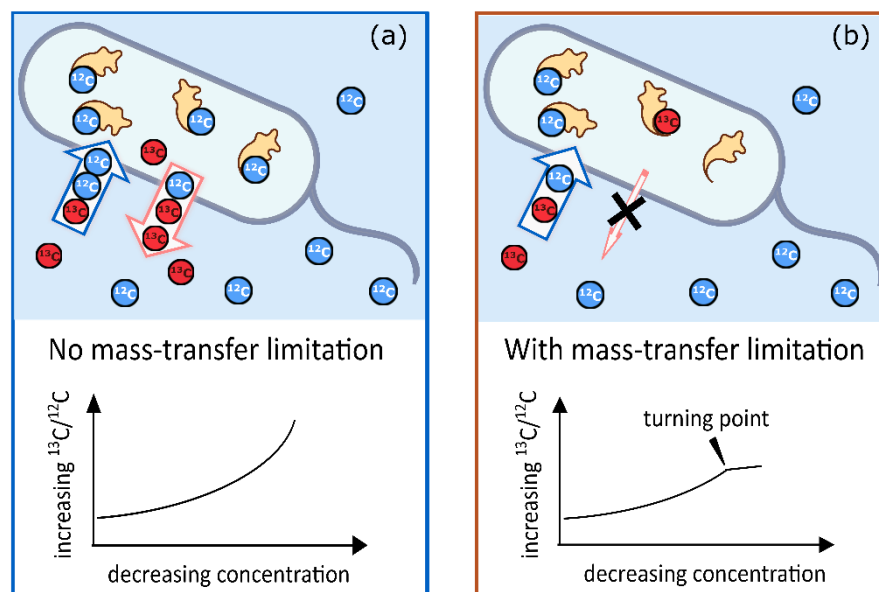 (a)
¹²C
¹²C
¹²C
¹²C
¹³C
¹²C
¹²C
¹²C
¹²C
¹³C
¹³C
¹³C
¹³C
¹²C
¹³C
¹²C
¹²C
¹²C
No mass-transfer limitation
increasing ¹³C/¹²C
decreasing concentration
(b)
¹²C
¹²C
¹²C
¹³C
¹²C
¹³C
¹³C
¹²C
¹²C
¹²C
¹²C
With mass-transfer limitation
turning point
increasing ¹³C/¹²C
decreasing concentration